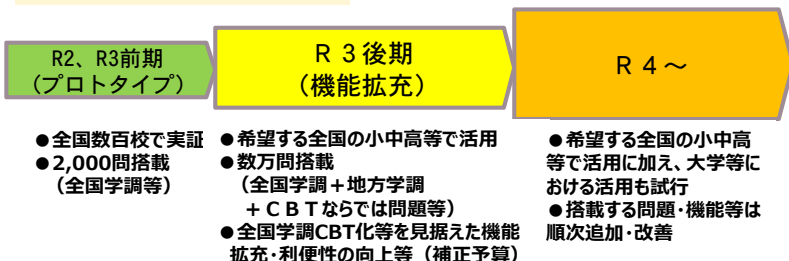 R2、R3前期
（プロトタイプ）
Ｒ３後期
（機能拡充）
Ｒ４～
●全国数百校で実証
●2,000問搭載
（全国学調等）
●希望する全国の小中高等で活用
●数万問搭載
（全国学調＋地方学調
＋ＣＢＴならでは問題等）
●全国学調CBT化等を見据えた機能
拡充・利便性の向上等（補正予算）
●希望する全国の小中高
等で活用に加え、大学等に
おける活用も試行
●搭載する問題・機能等は
順次追加・改善